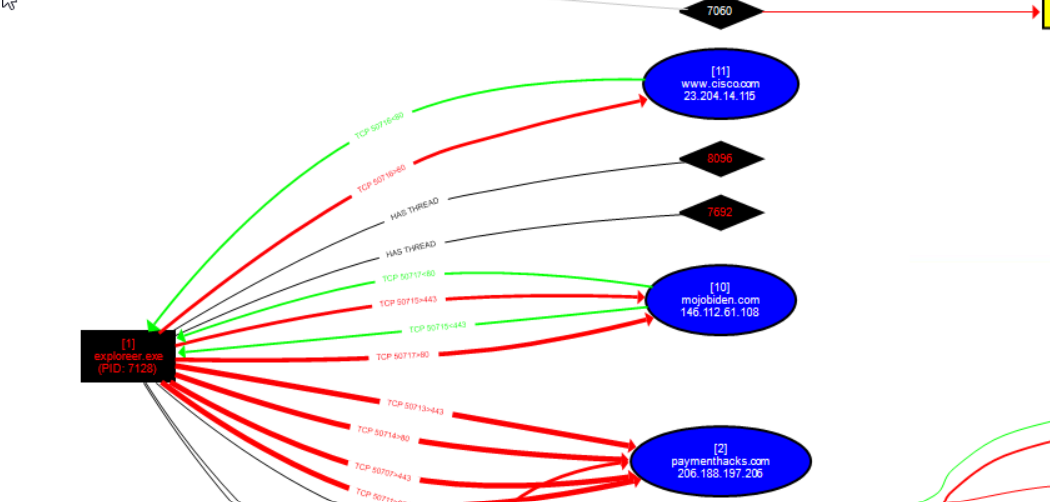 7060
[11]
www.cisco.com
23.204.14.115
TCP 50716<80
TCP 50716>80
8096
HAS THREAD
7692
HAS THREAD
TCP 50717<80
[10]
mojobiden.com
146.112.61.108
TCP 50715>443
TCP 50715<443
[1]
exploreer.exe
(PID: 7128)
TCP 50717>80
TCP 50713>443
TCP 50714>80
[2]
paymenthacks.com
206.188.197.206
TCP 50707>443